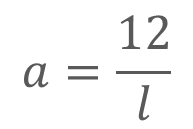 a = 12/l